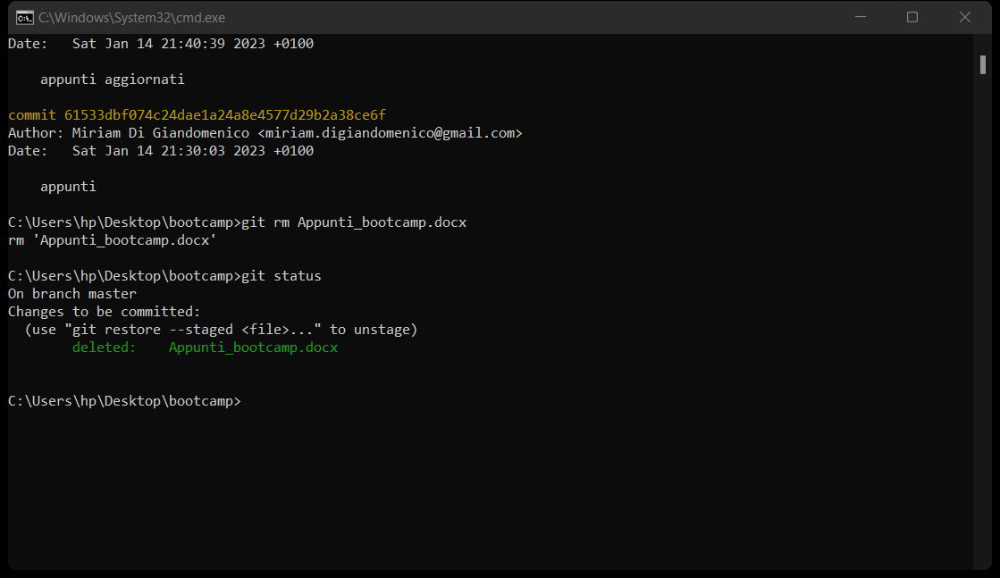 C:\Windows\System32\cmd.exe
Date:   Sat Jan 14 21:40:39 2023 +0100
    appunti aggiornati
commit 61533dbf074c24dae1a24a8e4577d29b2a38ce6f
Author: Miriam Di Giandomenico <miriam.digiandomenico@gmail.com>
Date:   Sat Jan 14 21:30:03 2023 +0100
    appunti
C:\Users\hp\Desktop\bootcamp>git rm Appunti_bootcamp.docx
rm 'Appunti_bootcamp.docx'
C:\Users\hp\Desktop\bootcamp>git status
On branch master
Changes to be committed:
  (use "git restore --staged <file>..." to unstage)
        deleted:    Appunti_bootcamp.docx
C:\Users\hp\Desktop\bootcamp>